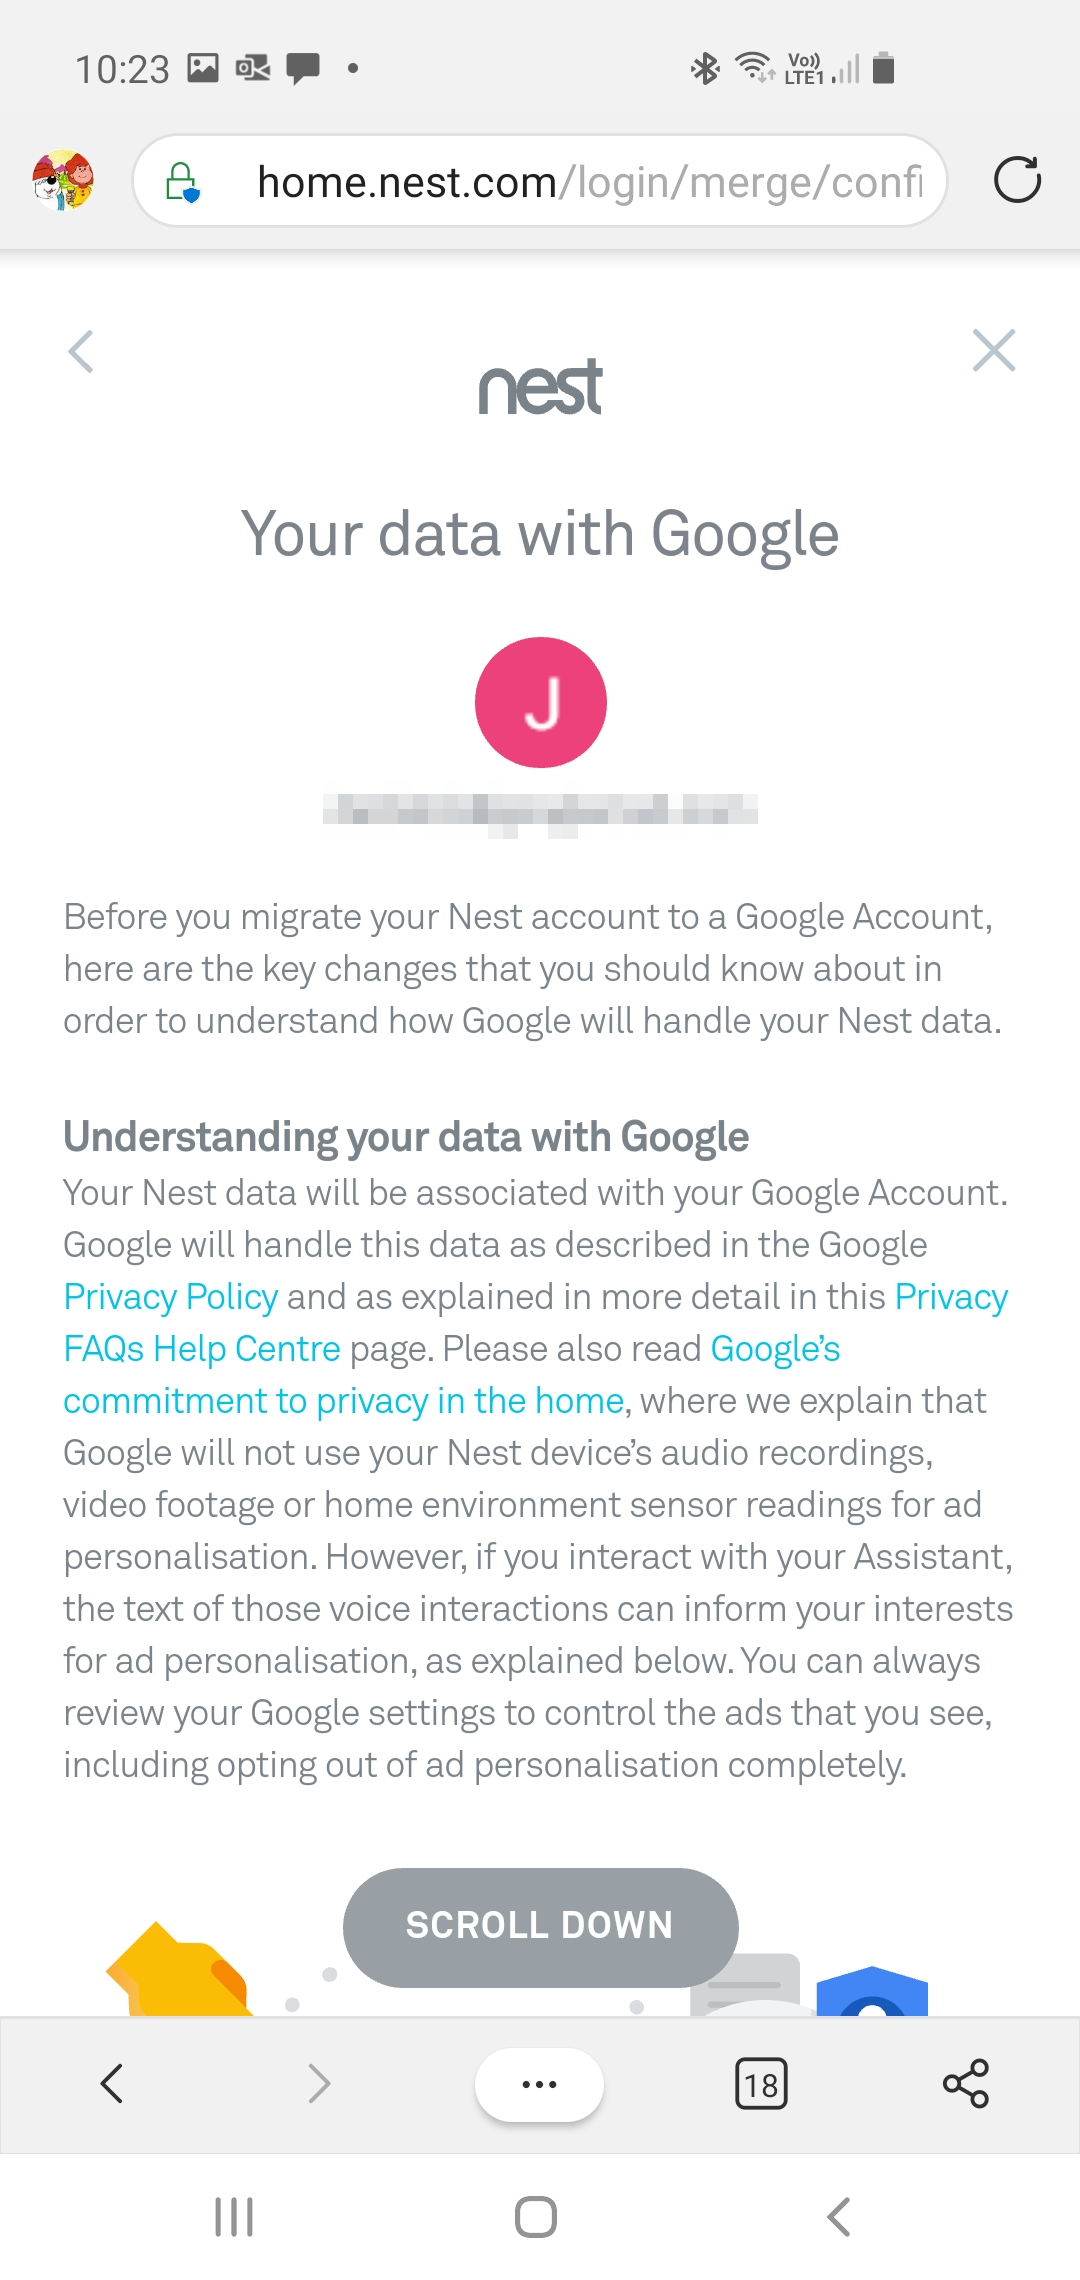 10:23
Vo))
LTE1
home.nest.com/login/merge/confi
nest
Your data with Google
J
Before you migrate your Nest account to a Google Account,
here are the key changes that you should know about in
order to understand how Google will handle your Nest data.
Understanding your data with Google
Your Nest data will be associated with your Google Account.
Google will handle this data as described in the Google
Privacy Policy and as explained in more detail in this Privacy
FAQs Help Centre page. Please also read Google’s
commitment to privacy in the home, where we explain that
Google will not use your Nest device’s audio recordings,
video footage or home environment sensor readings for ad
personalisation. However, if you interact with your Assistant,
the text of those voice interactions can inform your interests
for ad personalisation, as explained below. You can always
review your Google settings to control the ads that you see,
including opting out of ad personalisation completely.
SCROLL DOWN
18